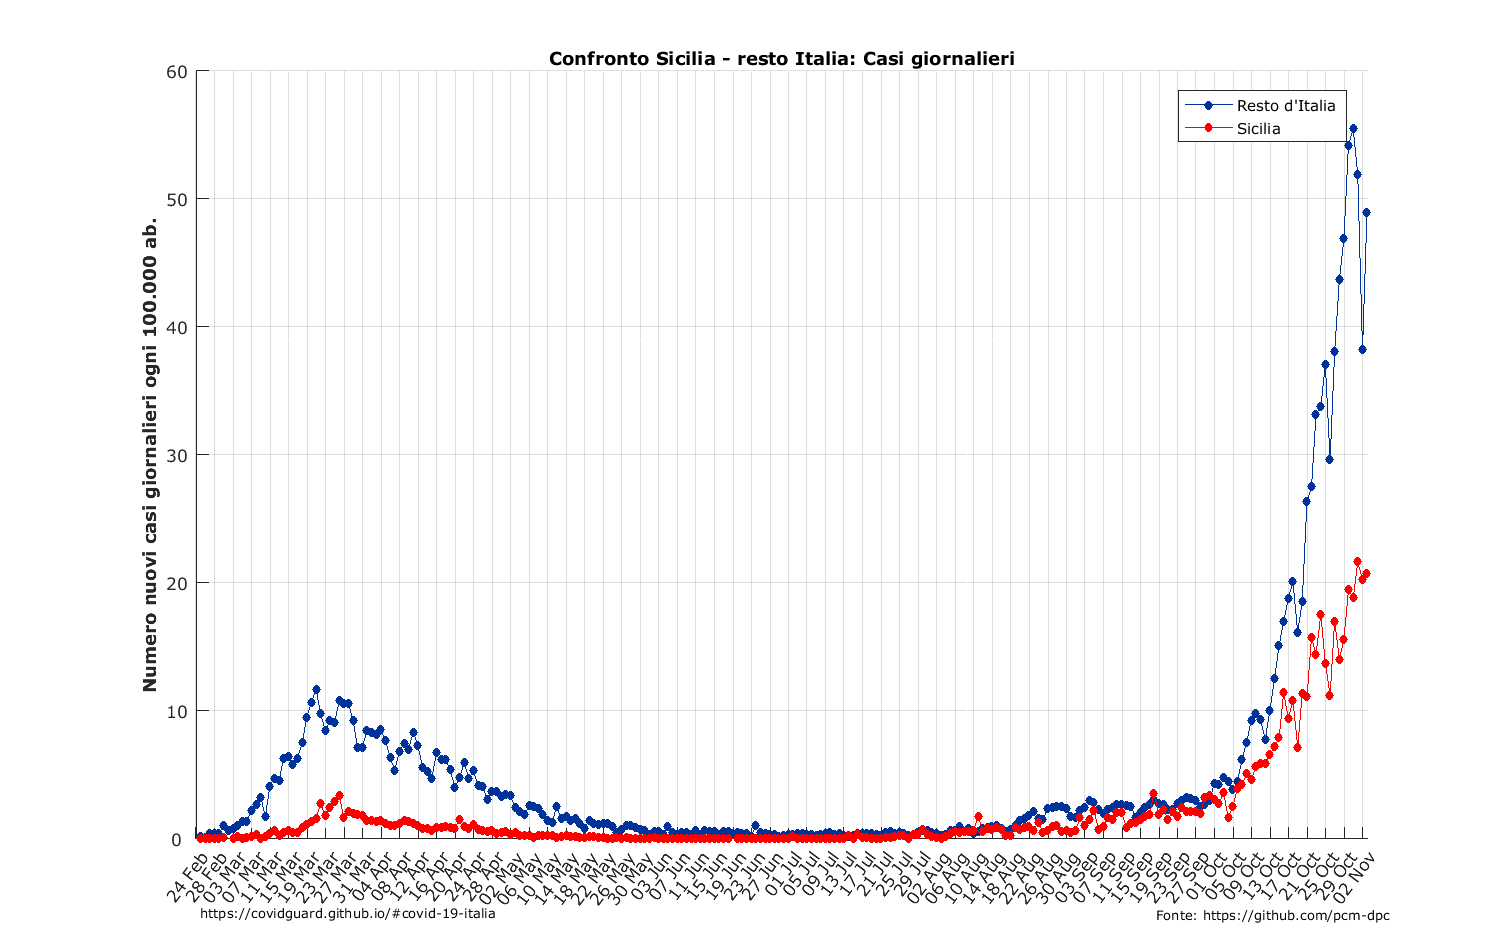 Confronto Sicilia - resto Italia: Casi giornalieri
Numero nuovi casi giornalieri ogni 100.000 ab.
60
50
40
30
20
10
0
Resto d'Italia
Sicilia
24 Feb
28 Feb
03 Mar
07 Mar
11 Mar
15 Mar
19 Mar
23 Mar
27 Mar
31 Mar
04 Apr
08 Apr
12 Apr
16 Apr
20 Apr
24 Apr
28 Apr
02 May
06 May
10 May
14 May
18 May
22 May
26 May
30 May
03 Jun
07 Jun
11 Jun
15 Jun
19 Jun
23 Jun
27 Jun
01 Jul
05 Jul
09 Jul
13 Jul
17 Jul
21 Jul
25 Jul
29 Jul
02 Aug
06 Aug
10 Aug
14 Aug
18 Aug
22 Aug
26 Aug
30 Aug
03 Sep
07 Sep
11 Sep
15 Sep
19 Sep
23 Sep
27 Sep
01 Oct
05 Oct
09 Oct
13 Oct
17 Oct
21 Oct
25 Oct
29 Oct
02 Nov
https://covidguard.github.io/#covid-19-italia
Fonte: https://github.com/pcm-dpc